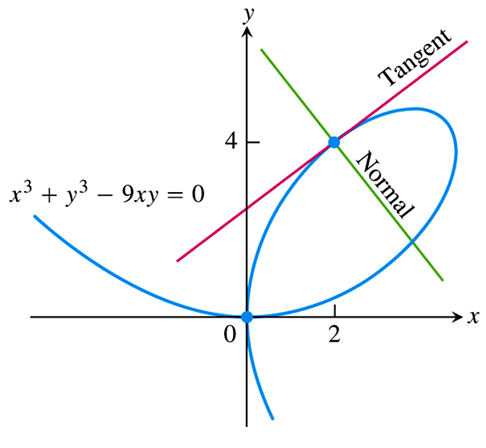 y
Tangent
4
Normal
x³ + y³ − 9xy = 0
0
2
x